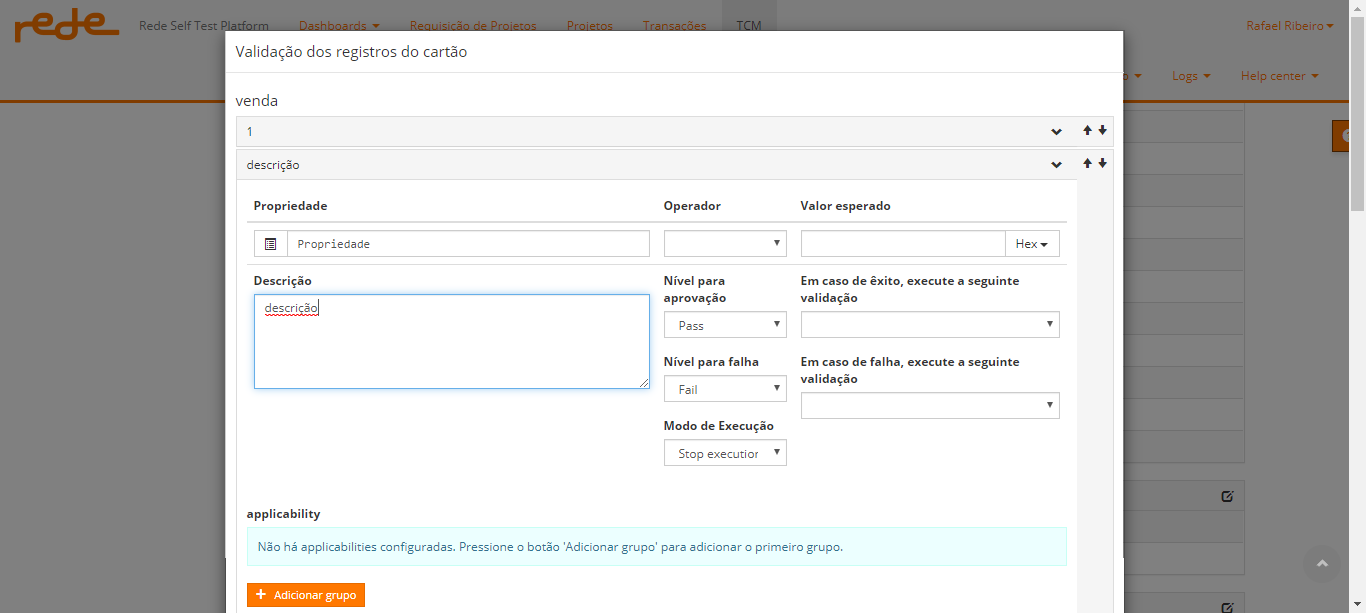 rede Rede Self Test Platform Dashboards Requisição de Projetos Projetos Transações TCM Rafael Ribeiro
Validação dos registros do cartão
Logs Help center
venda
1
descrição
Propriedade Operador Valor esperado
Propriedade Hex
Descrição Nível para aprovação Em caso de êxito, execute a seguinte validação
descrição
Pass
Nível para falha Em caso de falha, execute a seguinte validação
Fail
Modo de Execução
Stop execution
applicability
Não há applicabilities configuradas. Pressione o botão 'Adicionar grupo' para adicionar o primeiro grupo.
+ Adicionar grupo